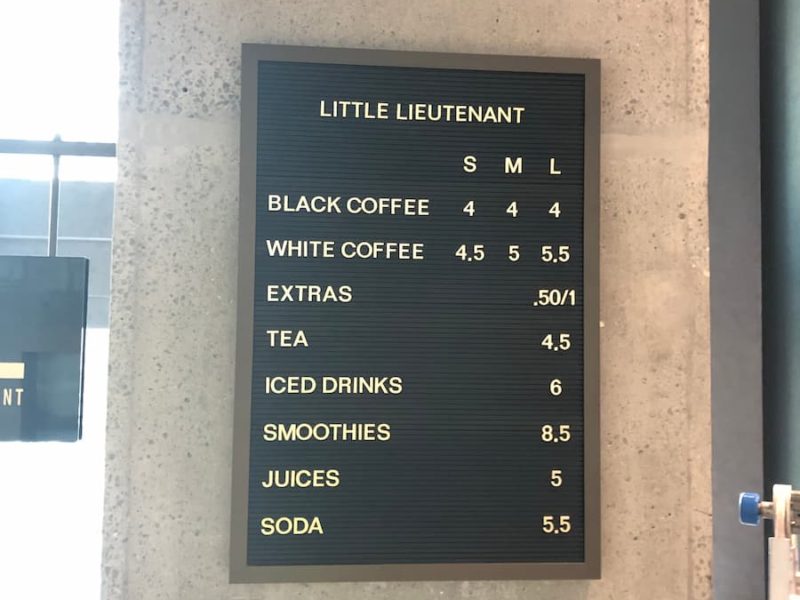 LITTLE LIEUTENANT
S M L
BLACK COFFEE 4 4 4
WHITE COFFEE 4.5 5 5.5
EXTRAS .50/1
TEA 4.5
ICED DRINKS 6
SMOOTHIES 8.5
JUICES 5
SODA 5.5
NT